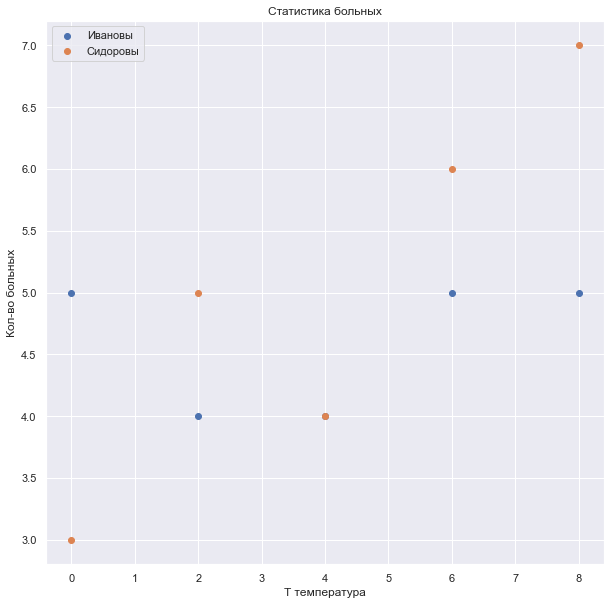 Статистика больных
Ивановы
Сидоровы
Кол-во больных
7.0
6.5
6.0
5.5
5.0
4.5
4.0
3.5
3.0
0 1 2 3 4 5 6 7 8
Т температура